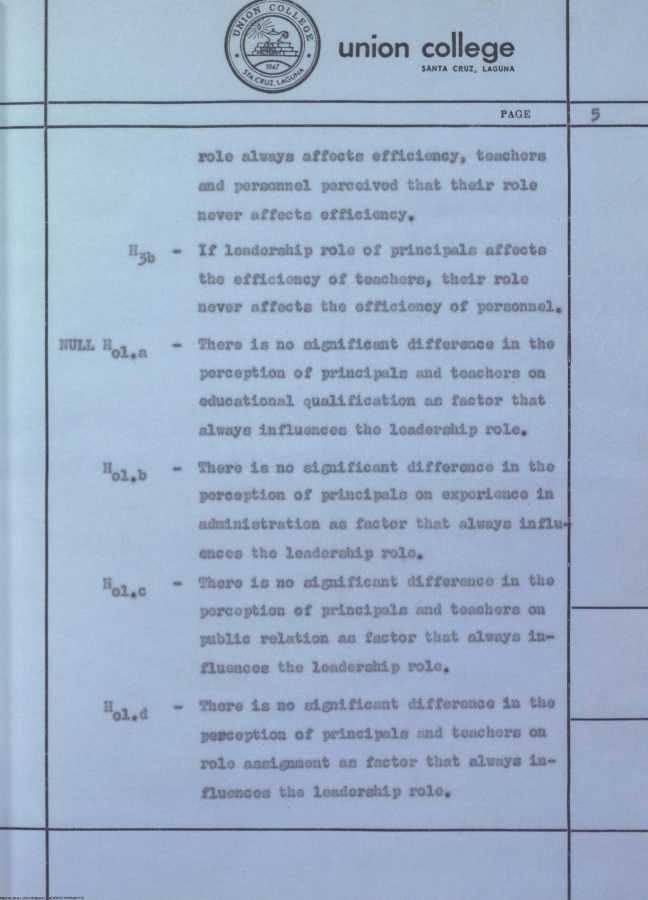 UNION COLLEGE
1947
STA. CRUZ, LAGUNA
union college
SANTA CRUZ, LAGUNA
PAGE 5
role always affects efficiency, teachers
and personnel perceived that their role
never affects efficiency.
H3b - If leadership role of principals affects
the efficiency of teachers, their role
never affects the efficiency of personnel.
NULL Ho1.a - There is no significant difference in the
perception of principals and teachers on
educational qualification as factor that
always influences the leadership role.
Ho1.b - There is no significant difference in the
perception of principals on experience in
administration as factor that always influ-
ences the leadership role.
Ho1.c - There is no significant difference in the
perception of principals and teachers on
public relation as factor that always in-
fluences the leadership role.
Ho1.d - There is no significant difference in the
perception of principals and teachers on
role assignment as factor that always in-
fluences the leadership role.